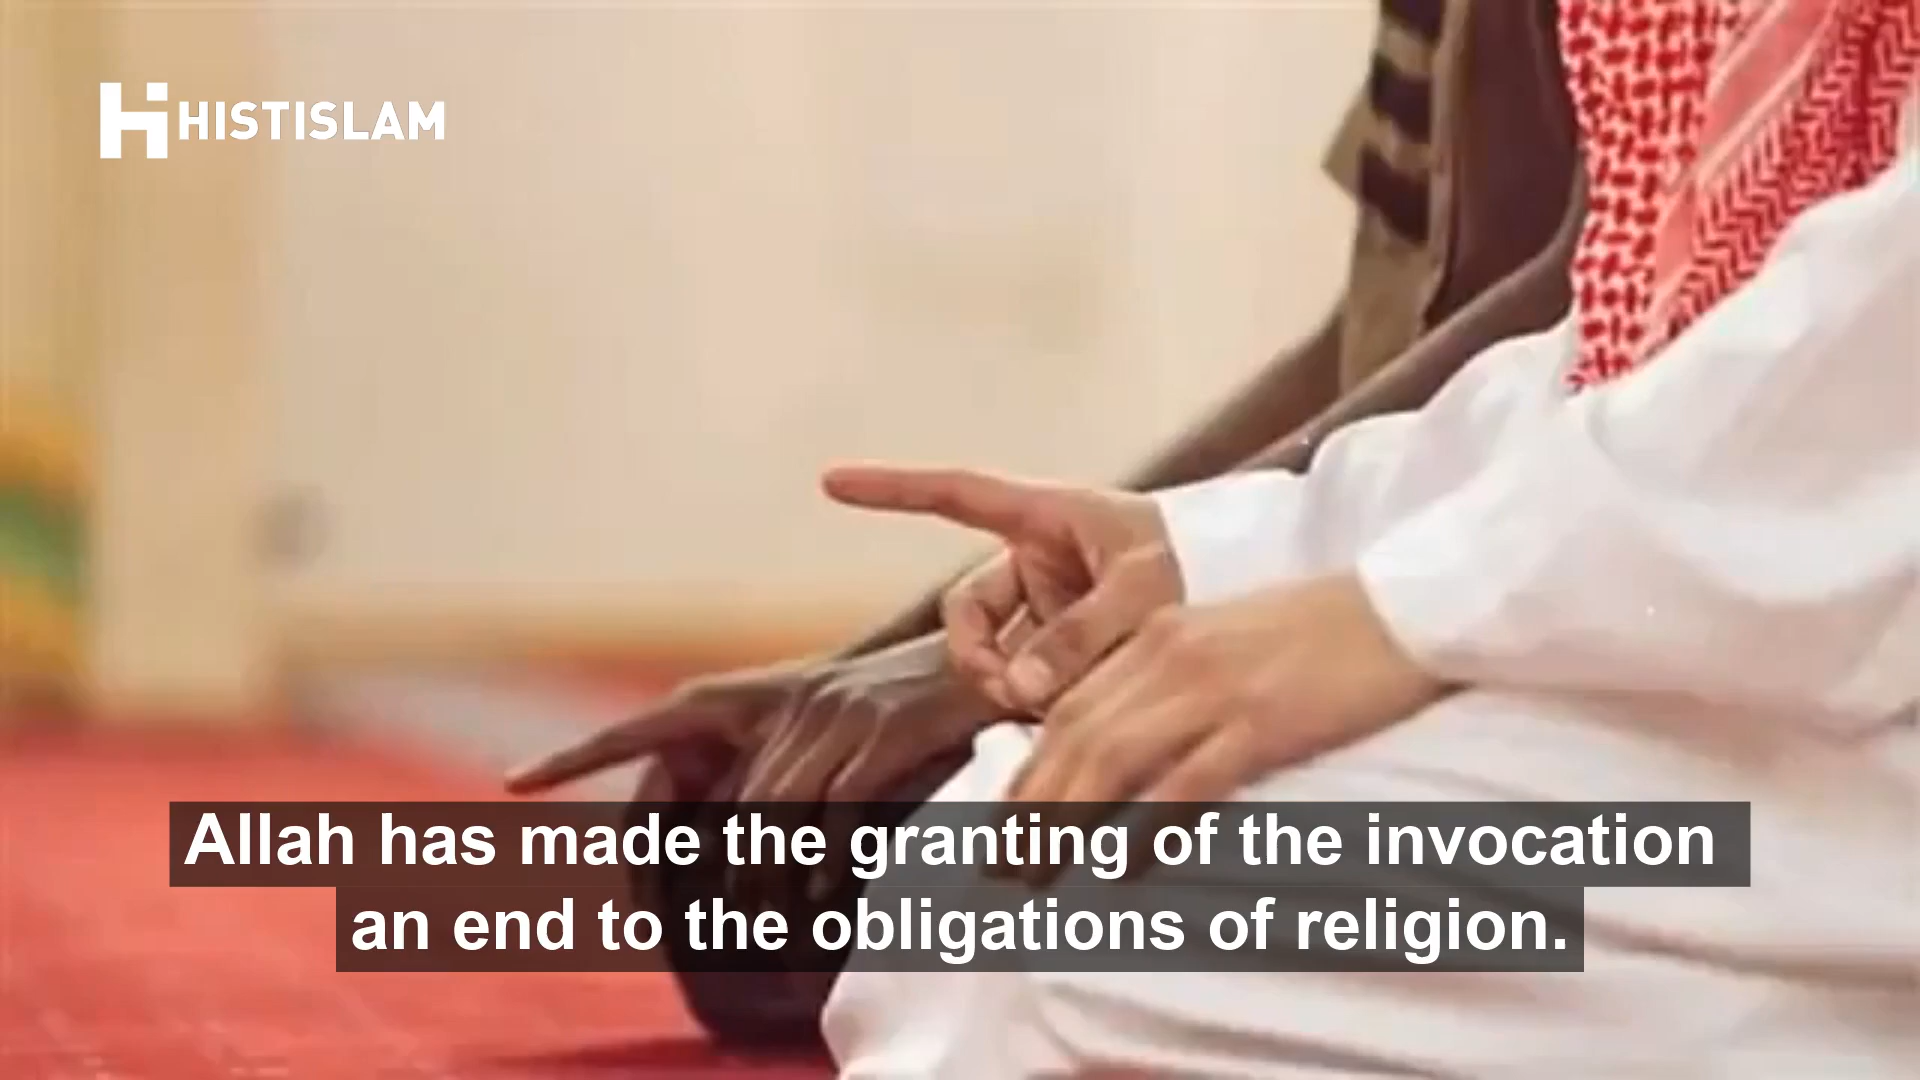 HISTISLAM
Allah has made the granting of the invocation
an end to the obligations of religion.